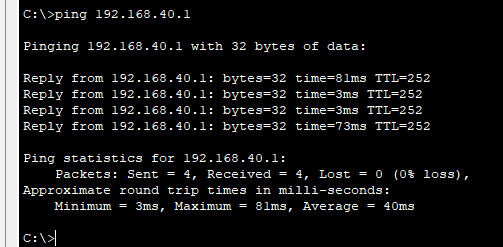 C:\>ping 192.168.40.1
Pinging 192.168.40.1 with 32 bytes of data:
Reply from 192.168.40.1: bytes=32 time=81ms TTL=252
Reply from 192.168.40.1: bytes=32 time=3ms TTL=252
Reply from 192.168.40.1: bytes=32 time=3ms TTL=252
Reply from 192.168.40.1: bytes=32 time=73ms TTL=252
Ping statistics for 192.168.40.1:
    Packets: Sent = 4, Received = 4, Lost = 0 (0% loss),
Approximate round trip times in milli-seconds:
    Minimum = 3ms, Maximum = 81ms, Average = 40ms
C:\>